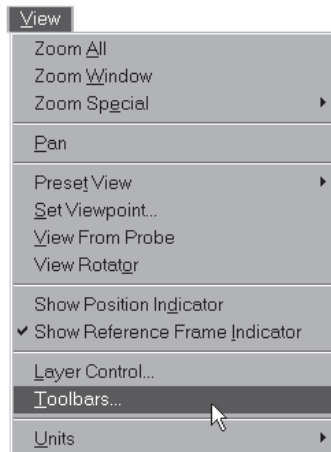 View
Zoom All
Zoom Window
Zoom Special
Pan
Preset View
Set Viewpoint...
View From Probe
View Rotator
Show Position Indicator
Show Reference Frame Indicator
Layer Control...
Toolbars...
Units